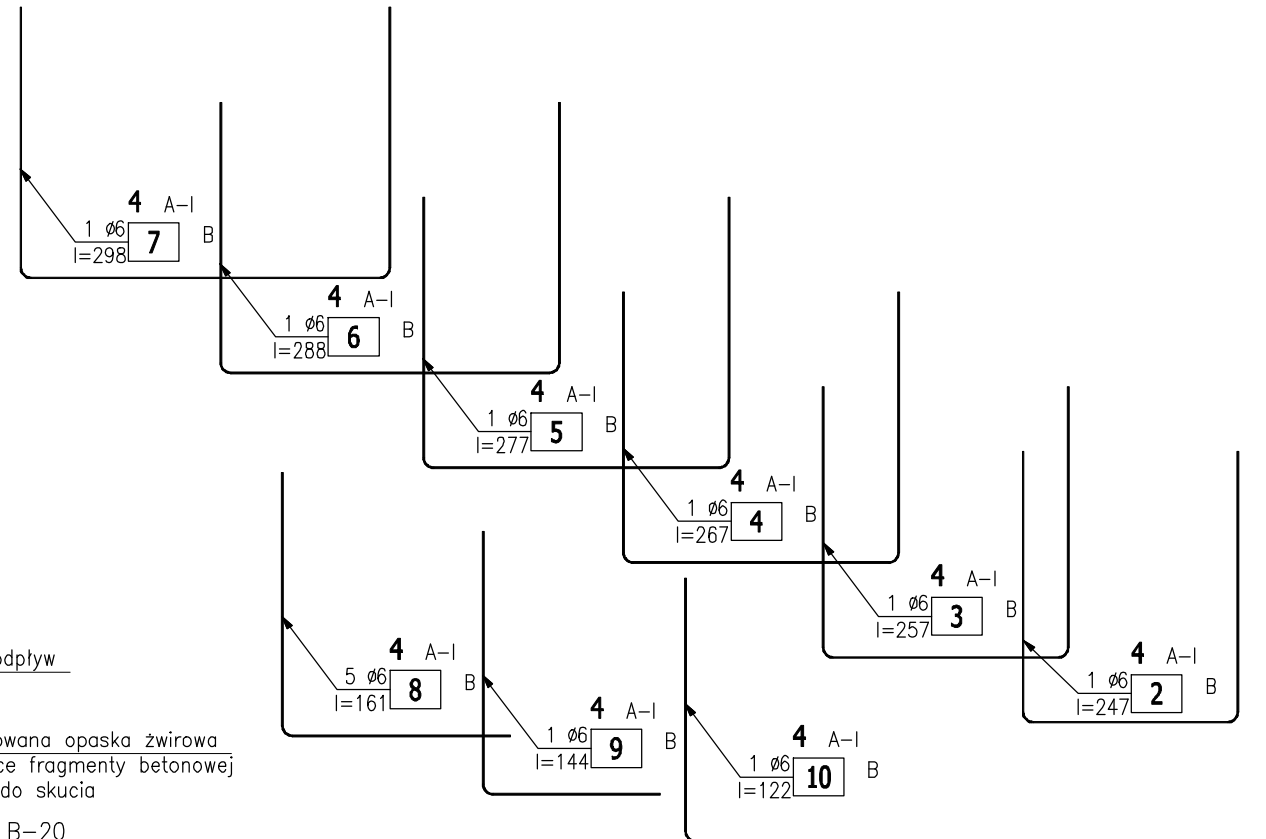 4 A-I
1 ø6 7 B
l=298
4 A-I
1 ø6 6 B
l=288
4 A-I
1 ø6 5 B
l=277
4 A-I
1 ø6 4 B
l=267
4 A-I
1 ø6 3 B
l=257
4 A-I
1 ø6 2 B
l=247
4 A-I
5 ø6 8 B
l=161
4 A-I
1 ø6 9 B
l=144
4 A-I
1 ø6 10 B
l=122
odpływ
owana opaska żwirowa
ce fragmenty betonowej
do skucia
B-20